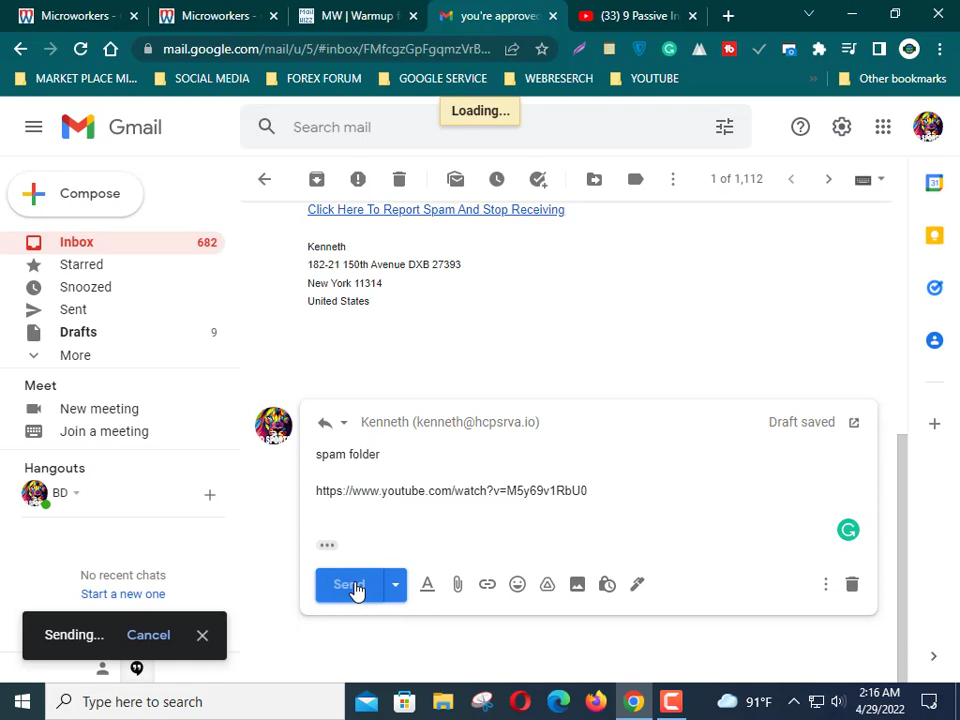 Microworkers -
Microworkers -
MW | Warmup f
you're approved
(33) 9 Passive In
mail.google.com/mail/u/5/#inbox/FMfcgzGpFgqmzVrB...
MARKET PLACE MI...
SOCIAL MEDIA
FOREX FORUM
GOOGLE SERVICE
WEBRESERCH
YOUTUBE
Other bookmarks
Loading...
Gmail
Search mail
Compose
1 of 1,112
Click Here To Report Spam And Stop Receiving
Inbox 682
Starred
Snoozed
Sent
Drafts 9
More
Kenneth
182-21 150th Avenue DXB 27393
New York 11314
United States
Meet
New meeting
Join a meeting
Hangouts
BD
No recent chats
Start a new one
Kenneth (kenneth@hcpsrva.io)
Draft saved
spam folder
https://www.youtube.com/watch?v=M5y69v1RbU0
Send
Sending... Cancel
Type here to search
91°F
2:16 AM
4/29/2022